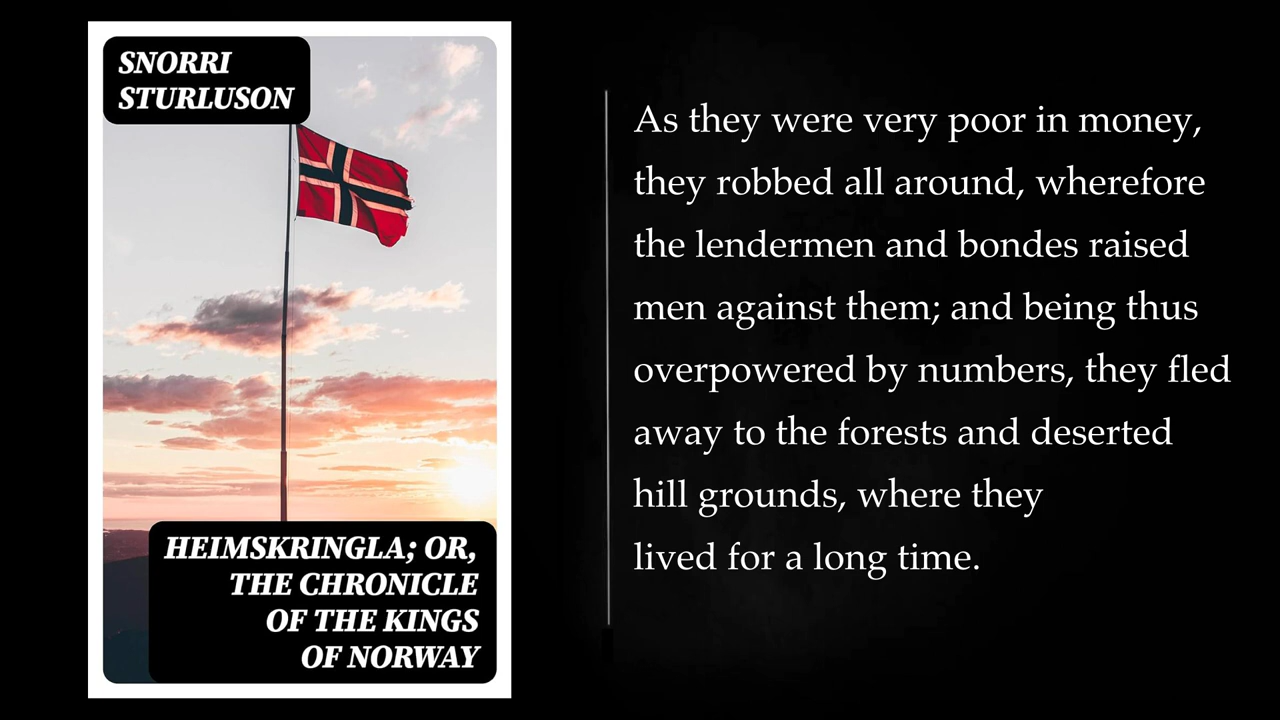 SNORRI
STURLUSON
HEIMSKRINGLA; OR,
THE CHRONICLE
OF THE KINGS
OF NORWAY
As they were very poor in money,
they robbed all around, wherefore
the lendermen and bondes raised
men against them; and being thus
overpowered by numbers, they fled
away to the forests and deserted
hill grounds, where they
lived for a long time.